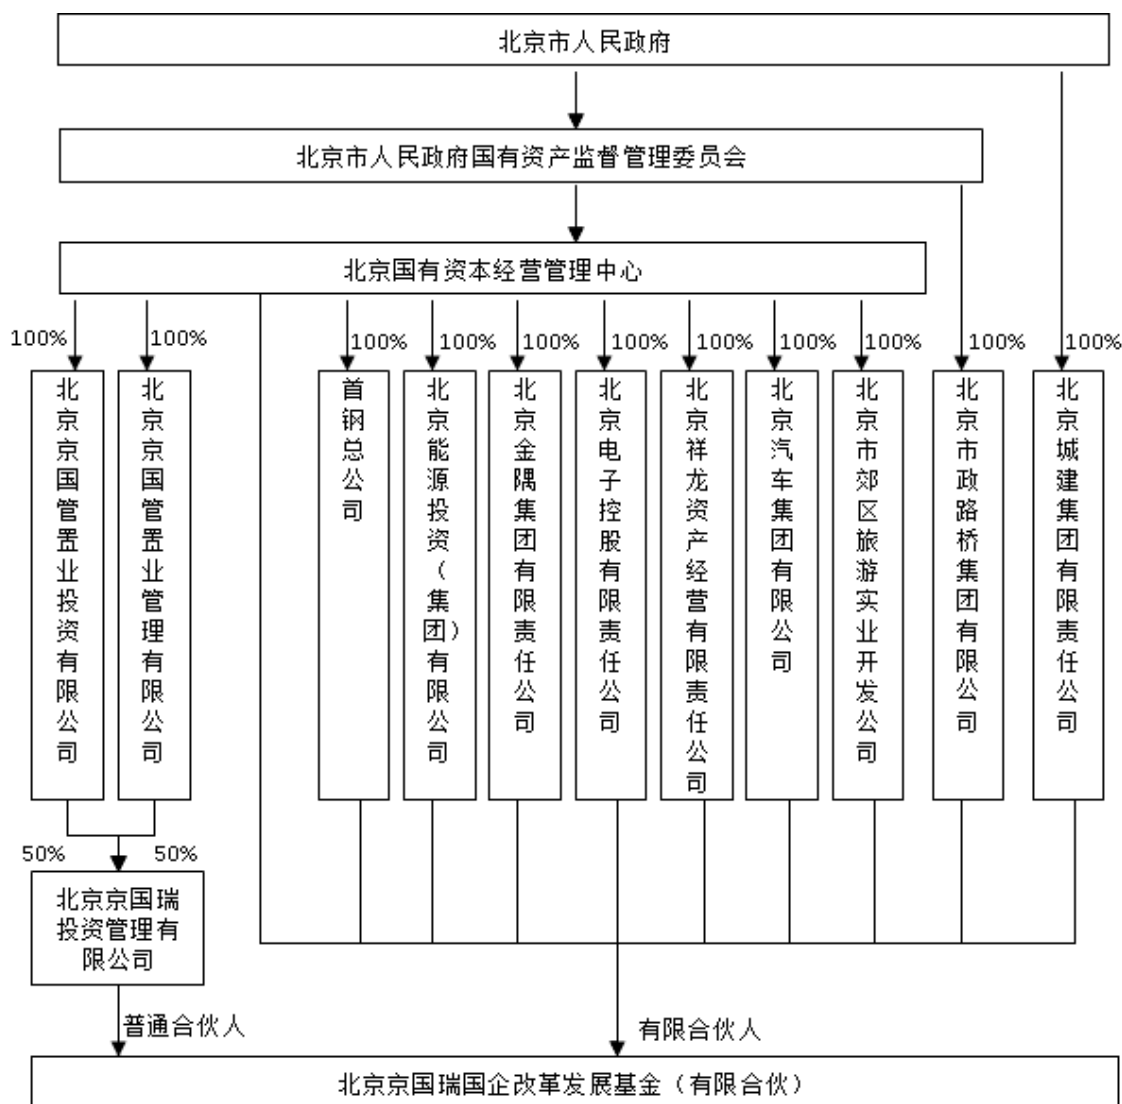 北京市人民政府
北京市人民政府国有资产监督管理委员会
北京国有资本经营管理中心
100%
100%
100%
100%
100%
100%
100%
100%
100%
100%
100%
北京京国管置业投资有限公司
北京京国管置业管理有限公司
首钢总公司
北京能源投资（集团）有限公司
北京金隅集团有限责任公司
北京电子控股有限责任公司
北京祥龙资产经营有限责任公司
北京汽车集团有限公司
北京市郊区旅游实业开发公司
北京市政路桥集团有限公司
北京城建集团有限责任公司
50%
50%
北京京国瑞
投资管理有
限公司
普通合伙人
有限合伙人
北京京国瑞国企改革发展基金（有限合伙）